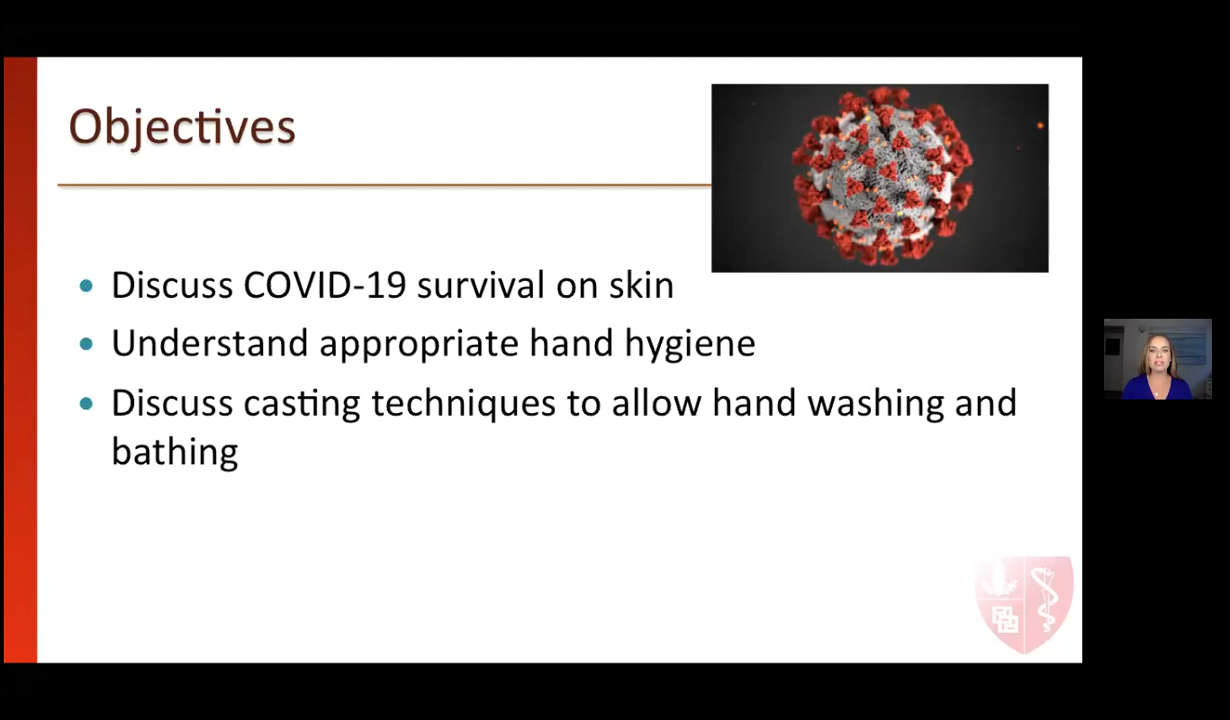 Objectives
Discuss COVID-19 survival on skin
Understand appropriate hand hygiene
Discuss casting techniques to allow hand washing and
bathing